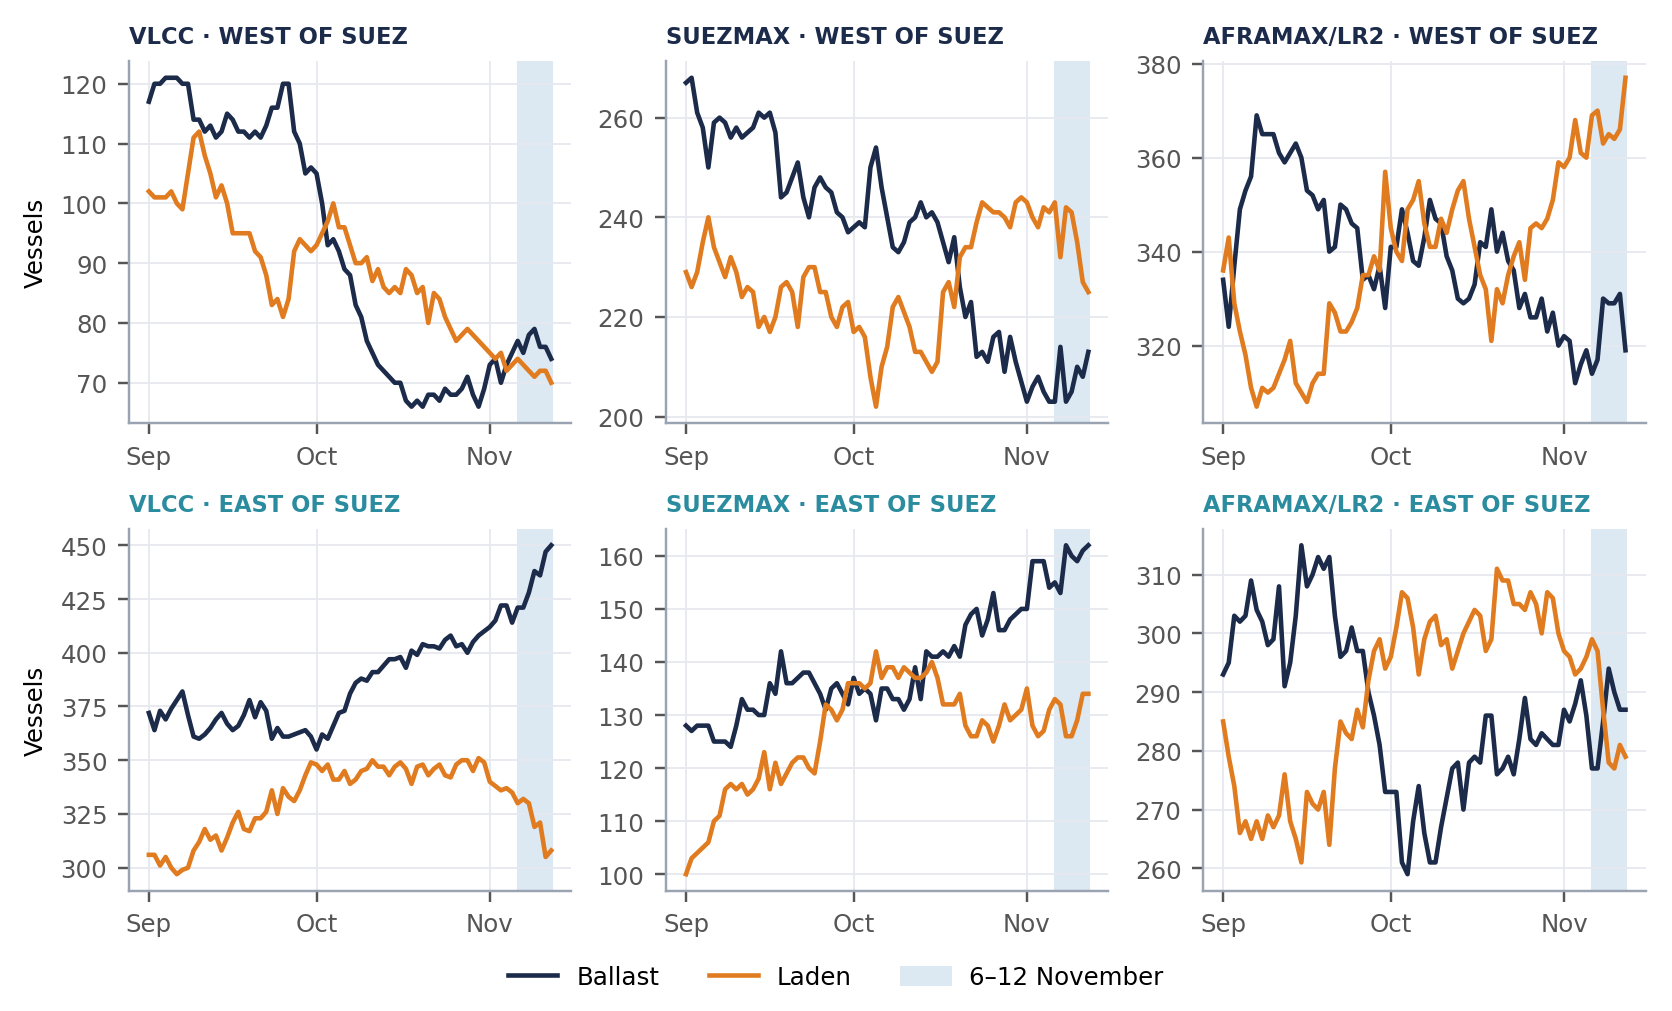 VLCC · WEST OF SUEZ
SUEZMAX · WEST OF SUEZ
AFRAMAX/LR2 · WEST OF SUEZ
Vessels
120
110
100
90
80
70
Sep
Oct
Nov
260
240
220
200
Sep
Oct
Nov
380
360
340
320
Sep
Oct
Nov
VLCC · EAST OF SUEZ
SUEZMAX · EAST OF SUEZ
AFRAMAX/LR2 · EAST OF SUEZ
Vessels
450
425
400
375
350
325
300
Sep
Oct
Nov
160
150
140
130
120
110
100
Sep
Oct
Nov
310
300
290
280
270
260
Sep
Oct
Nov
Ballast
Laden
6–12 November